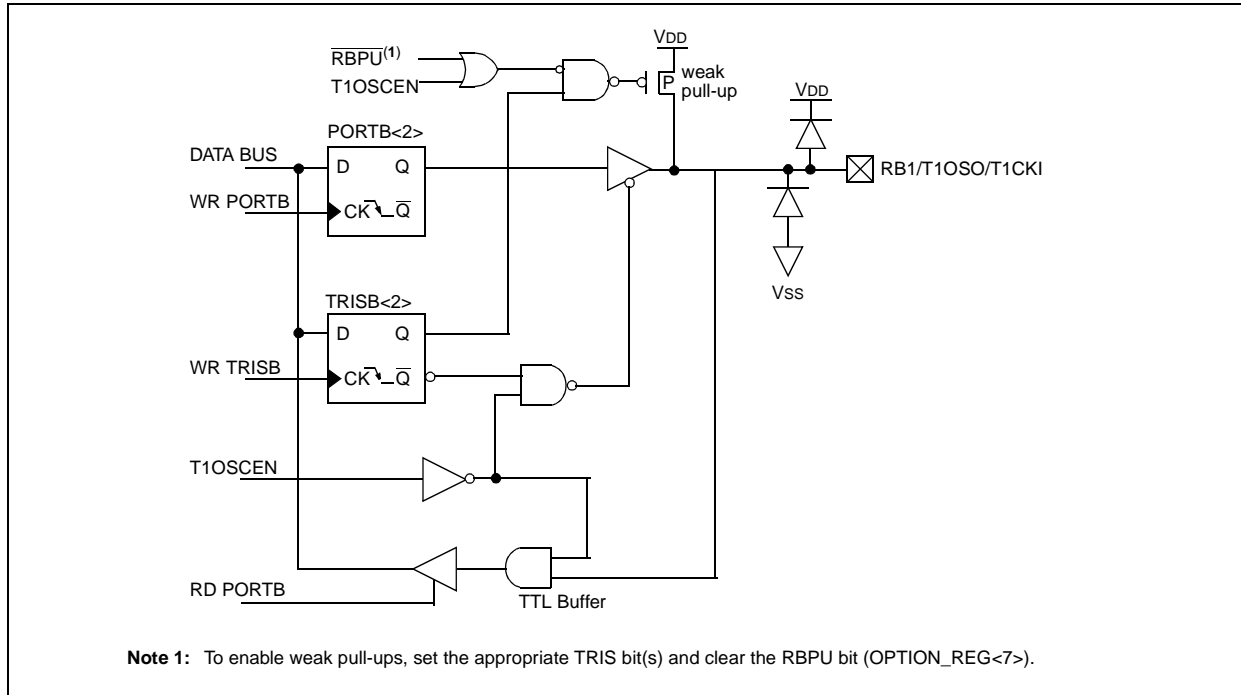 VDD
RBPU(1)
T1OSCEN
P
weak
pull-up
VDD
PORTB<2>
DATA BUS
D Q
RB1/T1OSO/T1CKI
WR PORTB
CK Q
VSS
TRISB<2>
D Q
WR TRISB
CK Q
T1OSCEN
RD PORTB
TTL Buffer
Note 1: To enable weak pull-ups, set the appropriate TRIS bit(s) and clear the RBPU bit (OPTION_REG<7>).